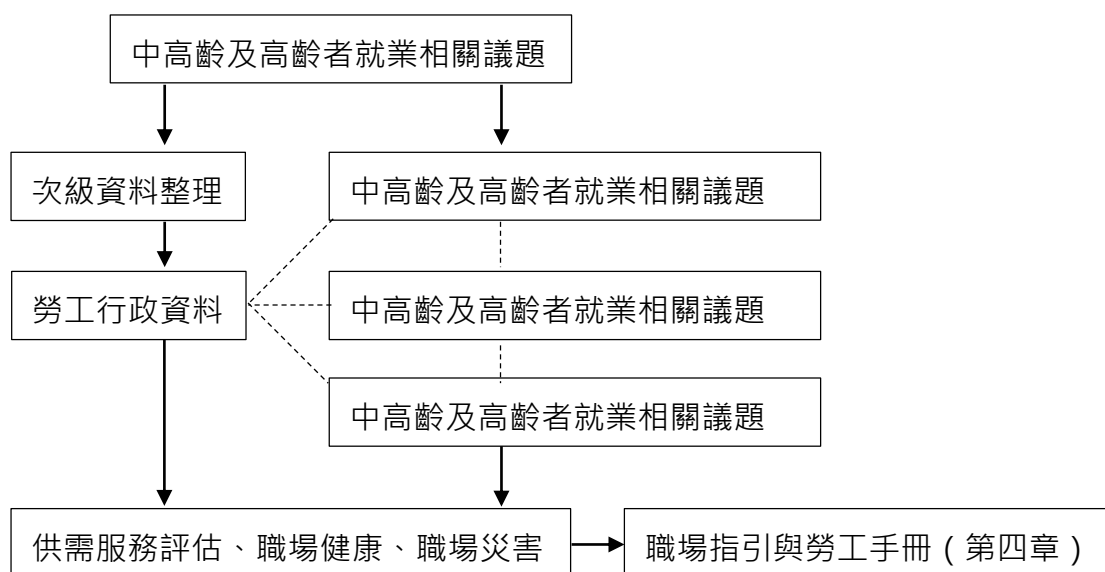 中高齡及高齡者就業相關議題
次級資料整理
中高齡及高齡者就業相關議題
勞工行政資料
中高齡及高齡者就業相關議題
中高齡及高齡者就業相關議題
供需服務評估、職場健康、職場災害
職場指引與勞工手冊（第四章）